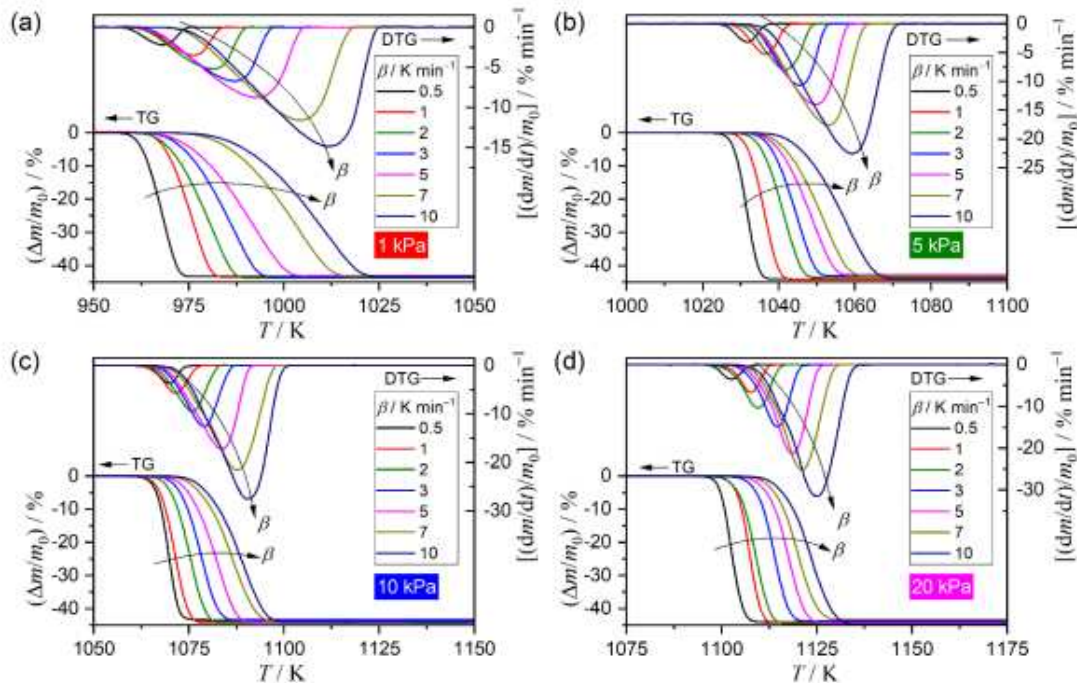 (a)
DTG
β / K min⁻¹
0.5
1
2
3
5
7
10
TG
β
β
1 kPa
0
-5
-10
-15
[(dm/dt)/m₀] / % min⁻¹
0
-10
-20
-30
-40
(Δm/m₀) / %
950 975 1000 1025 1050
T / K
(b)
DTG
β / K min⁻¹
0.5
1
2
3
5
7
10
TG
β
β
5 kPa
0
-5
-10
-15
-20
-25
[(dm/dt)/m₀] / % min⁻¹
0
-10
-20
-30
-40
(Δm/m₀) / %
1000 1020 1040 1060 1080 1100
T / K
(c)
DTG
β / K min⁻¹
0.5
1
2
3
5
7
10
TG
β
β
10 kPa
0
-10
-20
-30
[(dm/dt)/m₀] / % min⁻¹
0
-10
-20
-30
-40
(Δm/m₀) / %
1050 1075 1100 1125 1150
T / K
(d)
DTG
β / K min⁻¹
0.5
1
2
3
5
7
10
TG
β
β
20 kPa
0
-10
-20
-30
[(dm/dt)/m₀] / % min⁻¹
0
-10
-20
-30
-40
(Δm/m₀) / %
1075 1100 1125 1150 1175
T / K